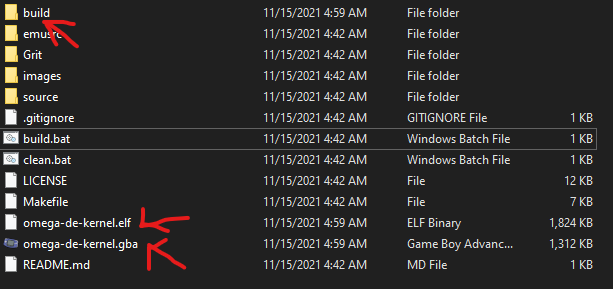 build 11/15/2021 4:59 AM File folder
emusrc 11/15/2021 4:42 AM File folder
Grit 11/15/2021 4:42 AM File folder
images 11/15/2021 4:42 AM File folder
source 11/15/2021 4:42 AM File folder
.gitignore 11/15/2021 4:42 AM GITIGNORE File 1 KB
build.bat 11/15/2021 4:42 AM Windows Batch File 1 KB
clean.bat 11/15/2021 4:42 AM Windows Batch File 1 KB
LICENSE 11/15/2021 4:42 AM File 12 KB
Makefile 11/15/2021 4:42 AM File 7 KB
omega-de-kernel.elf 11/15/2021 4:59 AM ELF Binary 1,824 KB
omega-de-kernel.gba 11/15/2021 4:59 AM Game Boy Advanc... 1,312 KB
README.md 11/15/2021 4:42 AM MD File 1 KB